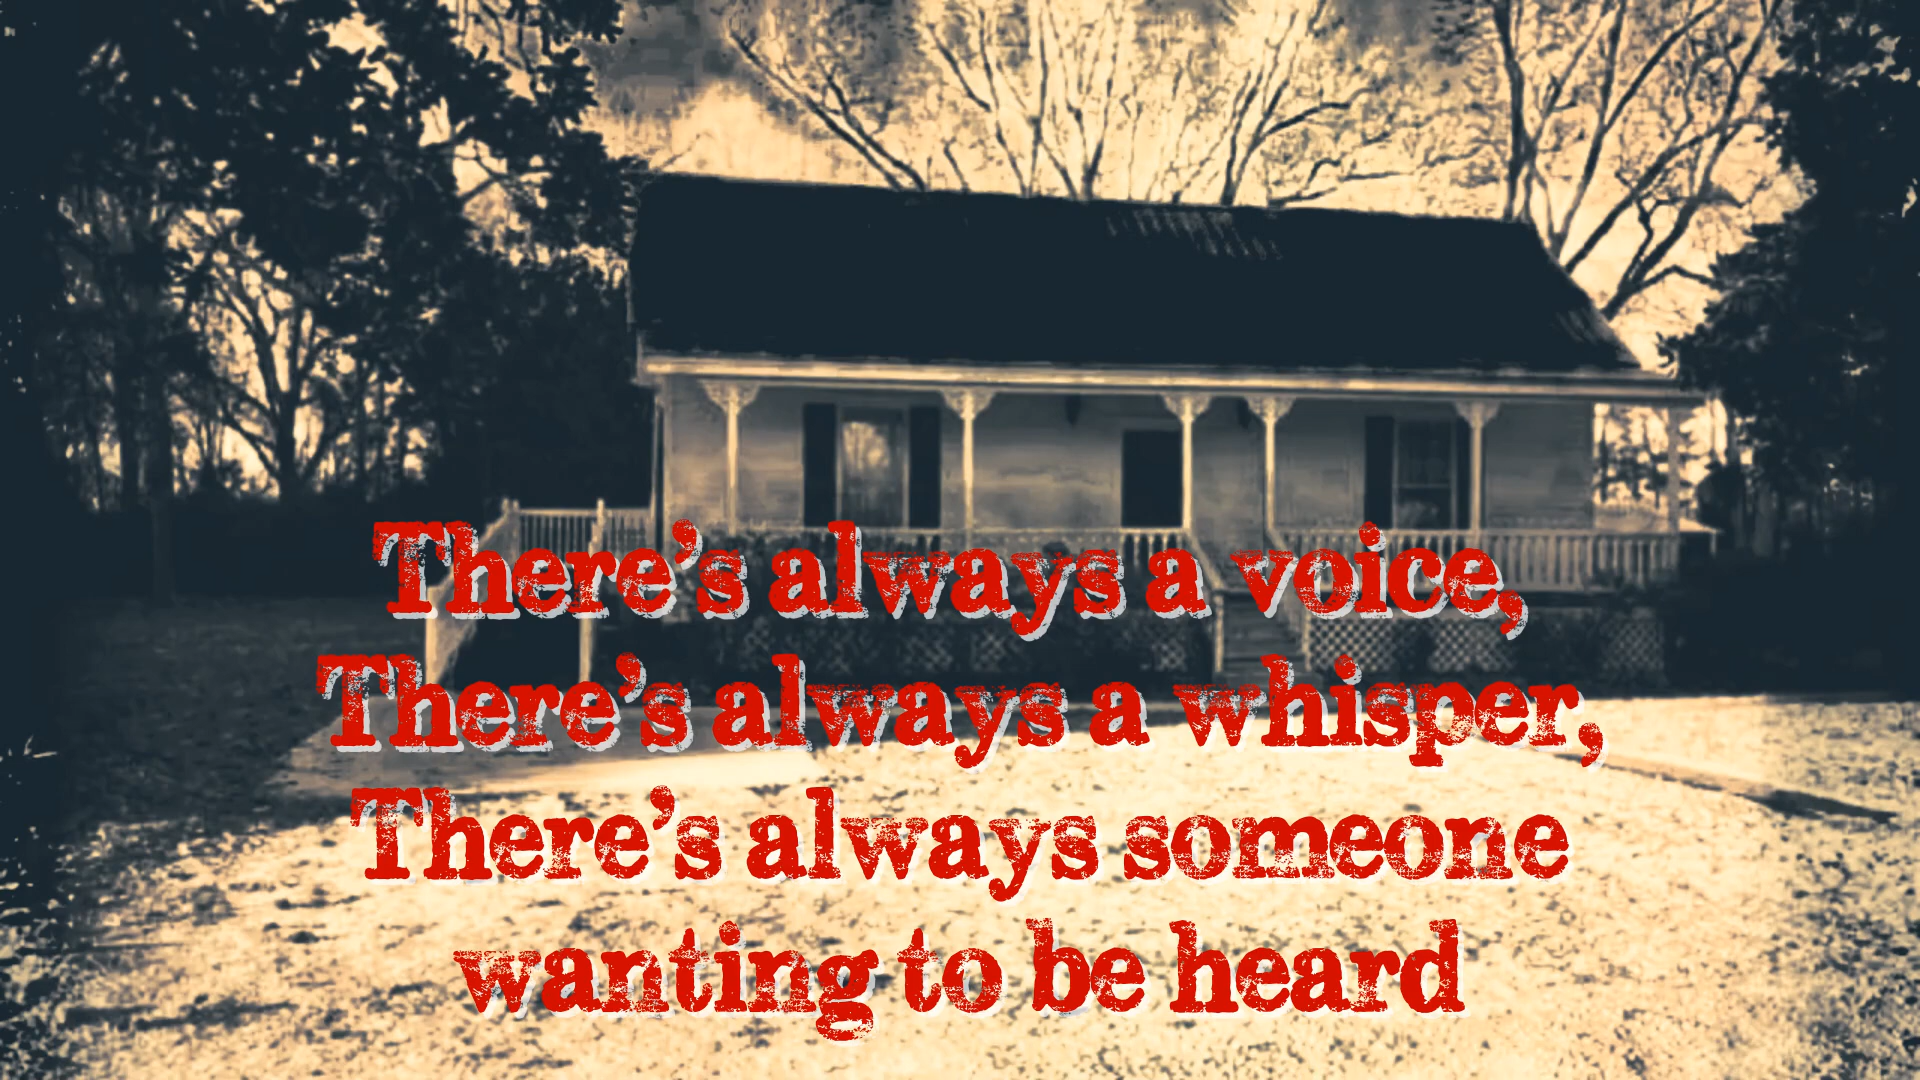 There's always a voice,
There's always a whisper,
There's always someone
wanting to be heard